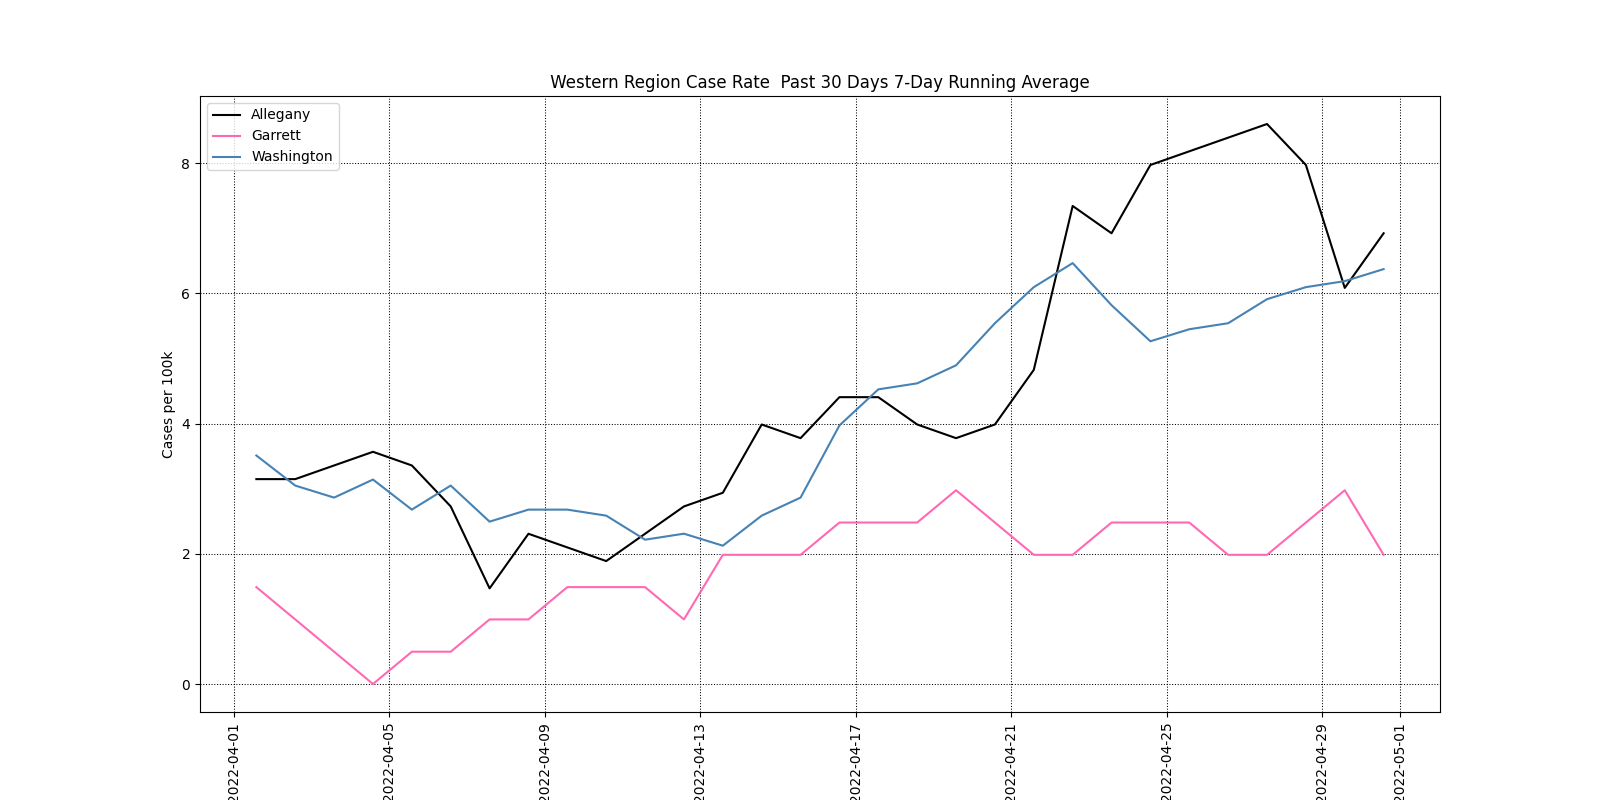 Western Region Case Rate  Past 30 Days 7-Day Running Average
Allegany
Garrett
Washington
Cases per 100k
8
6
4
2
0
2022-04-01
2022-04-05
2022-04-09
2022-04-13
2022-04-17
2022-04-21
2022-04-25
2022-04-29
2022-05-01